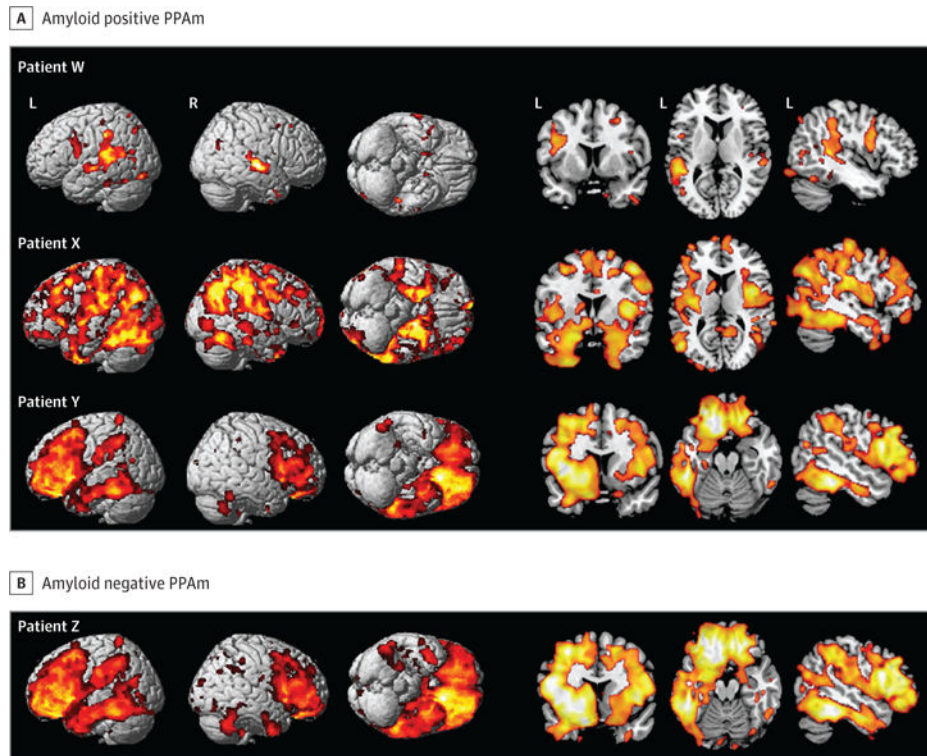 A Amyloid positive PPAm
Patient W
L R L L L
Patient X
Patient Y
B Amyloid negative PPAm
Patient Z